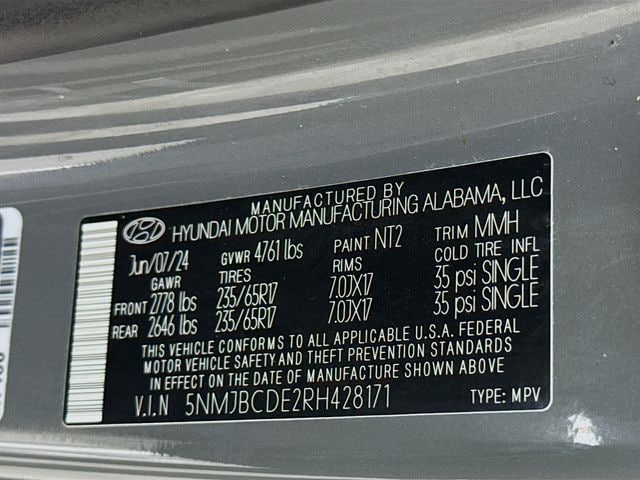 MANUFACTURED BY
HYUNDAI MOTOR MANUFACTURING ALABAMA, LLC
Jun/07/24 GVWR 4761 lbs PAINT NT2 TRIM MMH
GAWR TIRES RIMS COLD TIRE INFL
FRONT 2778 lbs 235/65R17 7.0JX17 35 psi SINGLE
REAR 2646 lbs 235/65R17 7.0JX17 35 psi SINGLE
THIS VEHICLE CONFORMS TO ALL APPLICABLE U.S.A. FEDERAL
MOTOR VEHICLE SAFETY AND THEFT PREVENTION STANDARDS
IN EFFECT ON THE DATE OF MANUFACTURE SHOWN ABOVE
V.I.N 5NMJBCDE2RH428171 TYPE: MPV